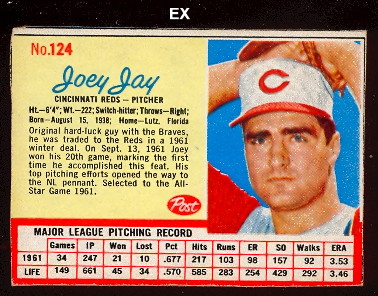 EX
No.124
Joey Jay
CINCINNATI REDS — PITCHER
Ht.—6'4"; Wt.—222; Switch-hitter; Throws—Right;
Born—August 15, 1938; Home—Lutz, Florida
Original hard-luck guy with the Braves,
he was traded to the Reds in a 1961
winter deal. On Sept. 13, 1961 Joey
won his 20th game, marking the first
time he accomplished this feat. His
top pitching efforts opened the way to
the NL pennant. Selected to the All-
Star Game 1961.
Post
C
MAJOR LEAGUE PITCHING RECORD
Games IP Won Lost Pct Hits Runs ER SO Walks ERA
1961 34 247 21 10 .677 217 103 98 157 92 3.53
LIFE 149 661 45 34 .570 585 283 254 429 292 3.46